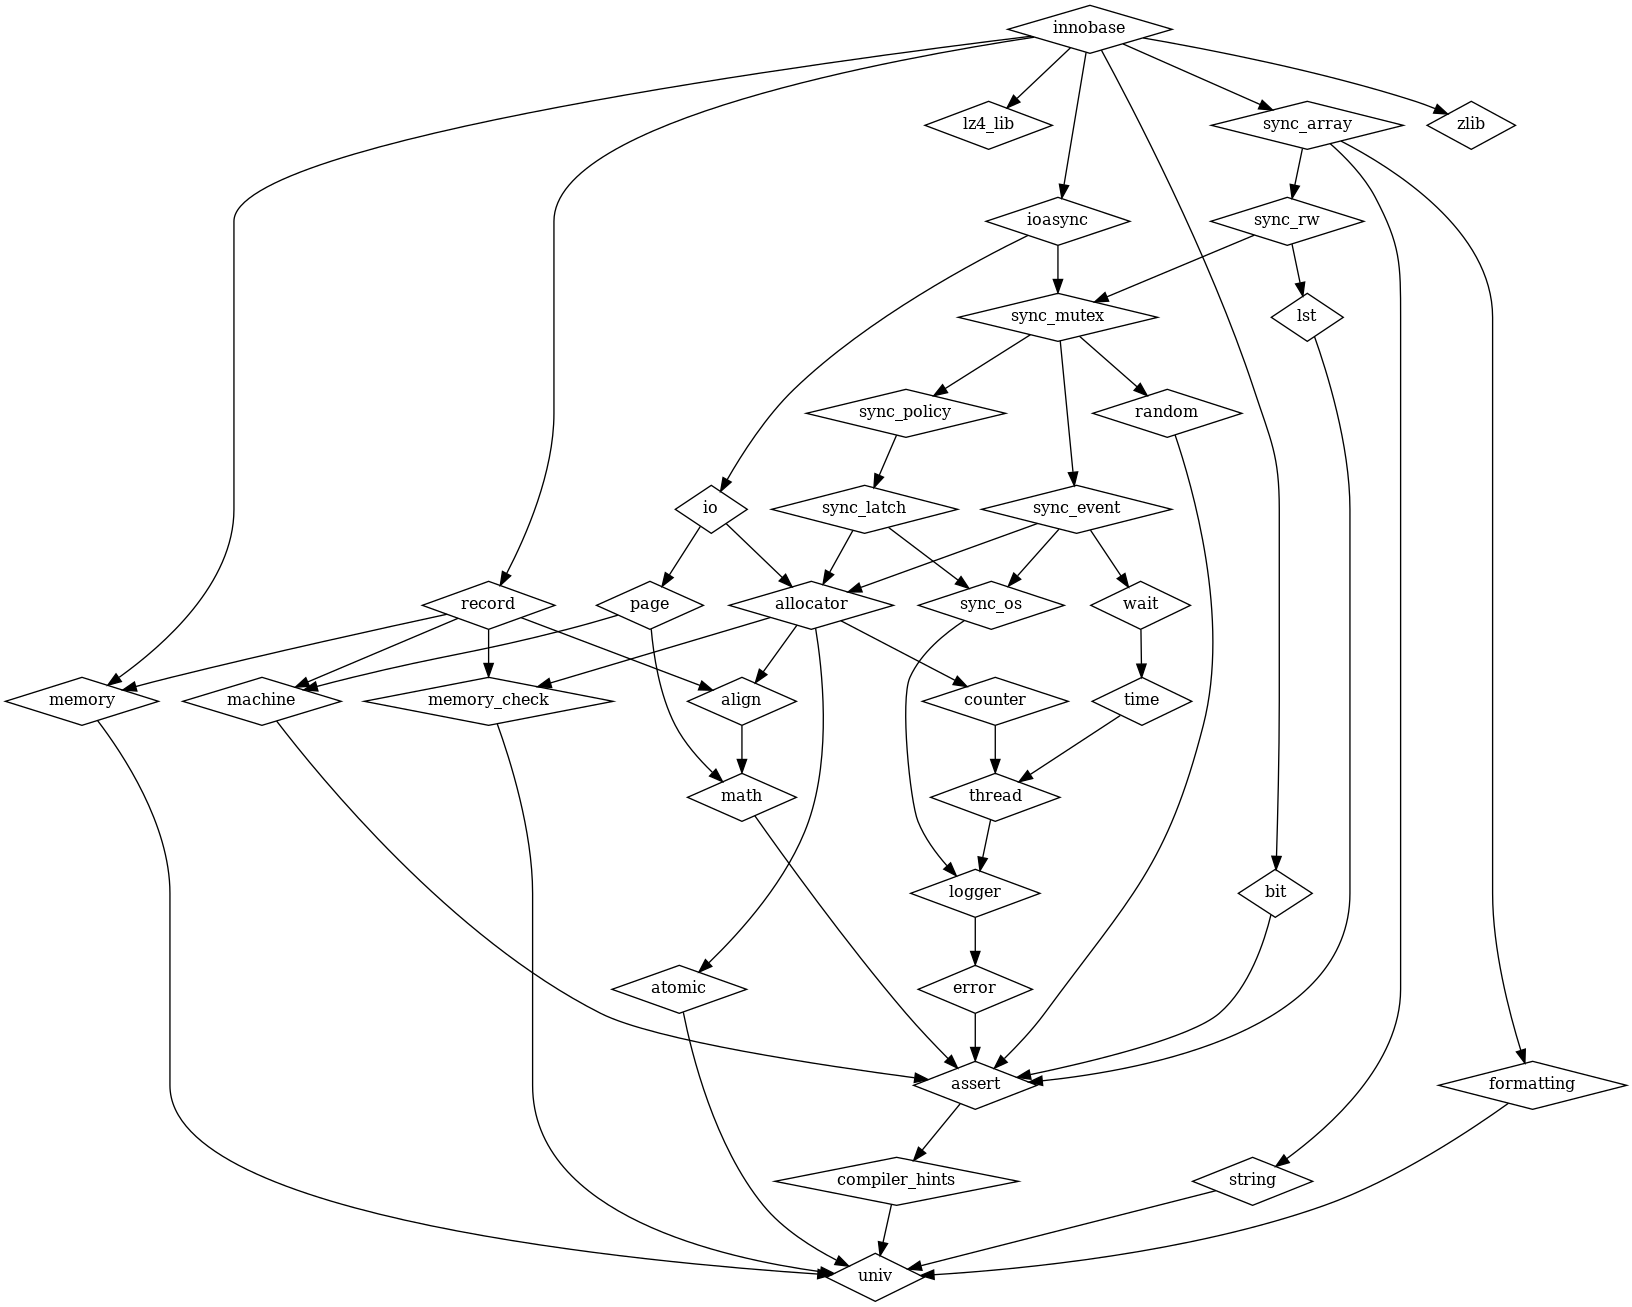 innobase
lz4_lib
sync_array
zlib
ioasync
sync_rw
sync_mutex
lst
sync_policy
random
io
sync_latch
sync_event
record
page
allocator
sync_os
wait
memory
machine
memory_check
align
counter
time
math
thread
logger
bit
atomic
error
assert
formatting
compiler_hints
string
univ